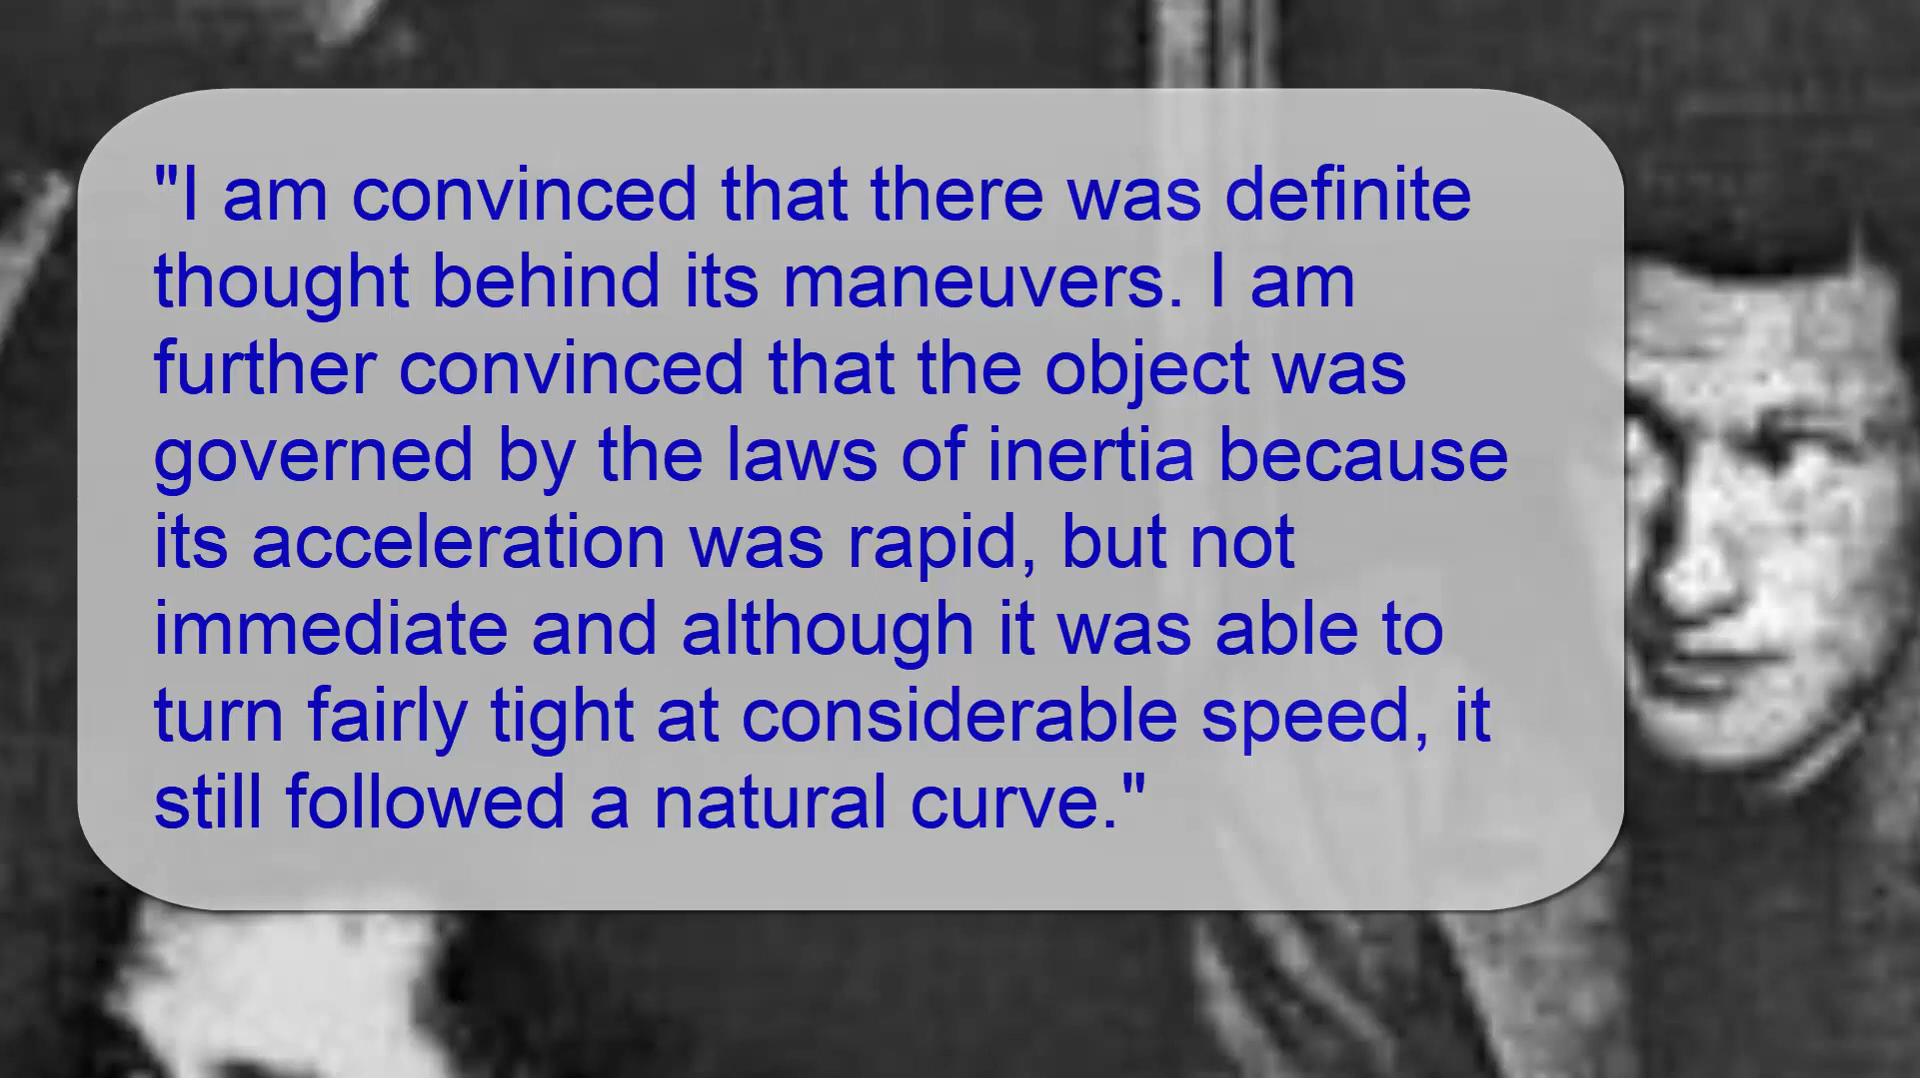 "I am convinced that there was definite
thought behind its maneuvers. I am
further convinced that the object was
governed by the laws of inertia because
its acceleration was rapid, but not
immediate and although it was able to
turn fairly tight at considerable speed, it
still followed a natural curve."